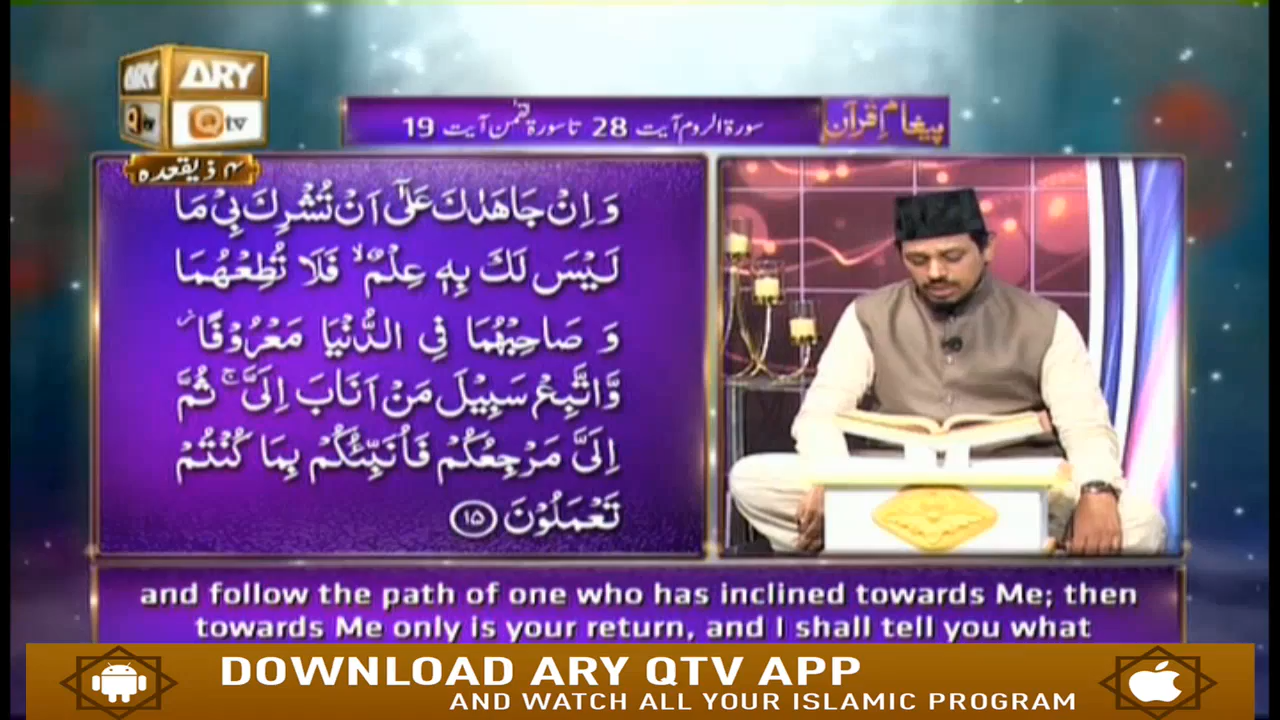 ARY
ARY
Q tv
Qtv
پیغام قرآن
سورۃ الروم آیت 28 تا سورۃ لقمٰن آیت 19
۴ ذیقعدہ
وَ اِنْ جَاهَدٰكَ عَلٰۤی اَنْ تُشْرِكَ بِیْ مَا
لَیْسَ لَكَ بِهٖ عِلْمٌ ۙ فَلَا تُطِعْهُمَا
وَ صَاحِبْهُمَا فِی الدُّنْیَا مَعْرُوْفًا ؗ
وَّاتَّبِعْ سَبِیْلَ مَنْ اَنَابَ اِلَیَّ ۚ ثُمَّ
اِلَیَّ مَرْجِعُكُمْ فَاُنَبِّئُكُمْ بِمَا كُنْتُمْ
تَعْمَلُوْنَ ۱۵
and follow the path of one who has inclined towards Me; then
towards Me only is your return, and I shall tell you what
DOWNLOAD ARY QTV APP
AND WATCH ALL YOUR ISLAMIC PROGRAM